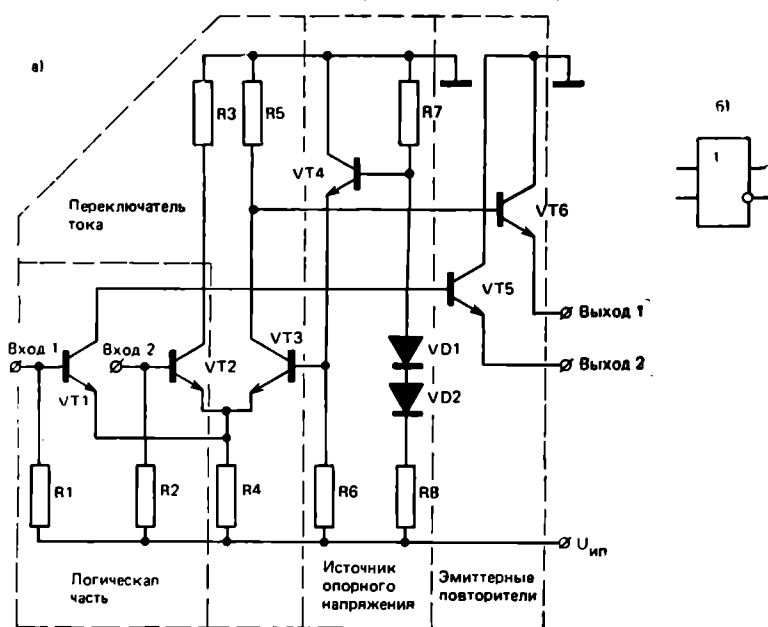 а)
R3
R5
R7
VT4
Переключатель
тока
б)
1
VT6
VT5
Выход 1
Выход 2
Вход 1
Вход 2
VT1
VT2
VT3
VD1
VD2
R1
R2
R4
R6
R8
Uип
Логическая
часть
Источник
опорного
напряжения
Эмиттерные
повторители